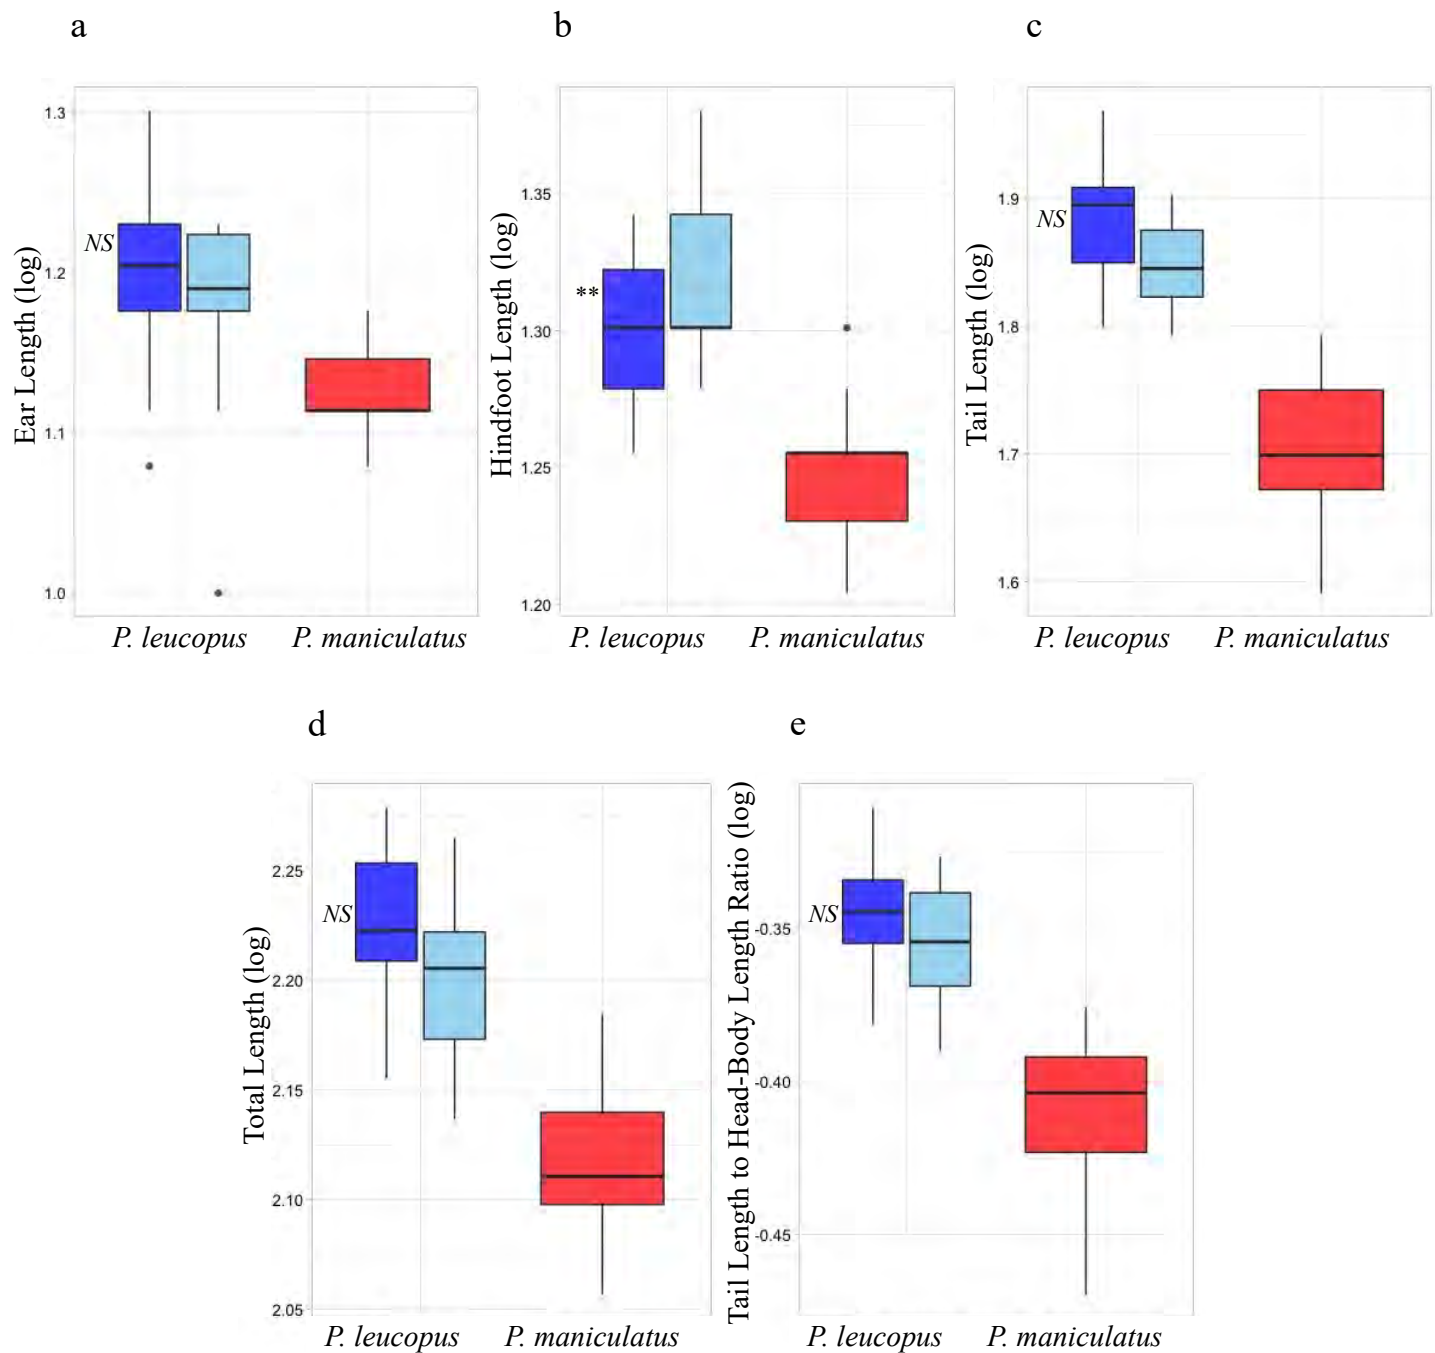 a
b
c
Ear Length (log)
1.3
1.2
1.1
1.0
NS
P. leucopus
P. maniculatus
Hindfoot Length (log)
1.35
1.30
1.25
1.20
**
P. leucopus
P. maniculatus
Tail Length (log)
1.9
1.8
1.7
1.6
NS
P. leucopus
P. maniculatus
d
e
Total Length (log)
2.25
2.20
2.15
2.10
2.05
NS
P. leucopus
P. maniculatus
Tail Length to Head-Body Length Ratio (log)
-0.35
-0.40
-0.45
NS
P. leucopus
P. maniculatus